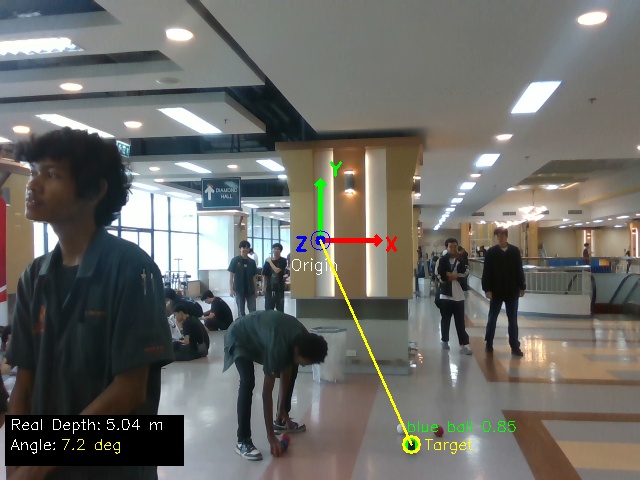 DIAMOND
HALL
Y
Z
X
Origin
blue ball 0.85
Target
Real Depth: 5.04 m
Angle: 7.2 deg